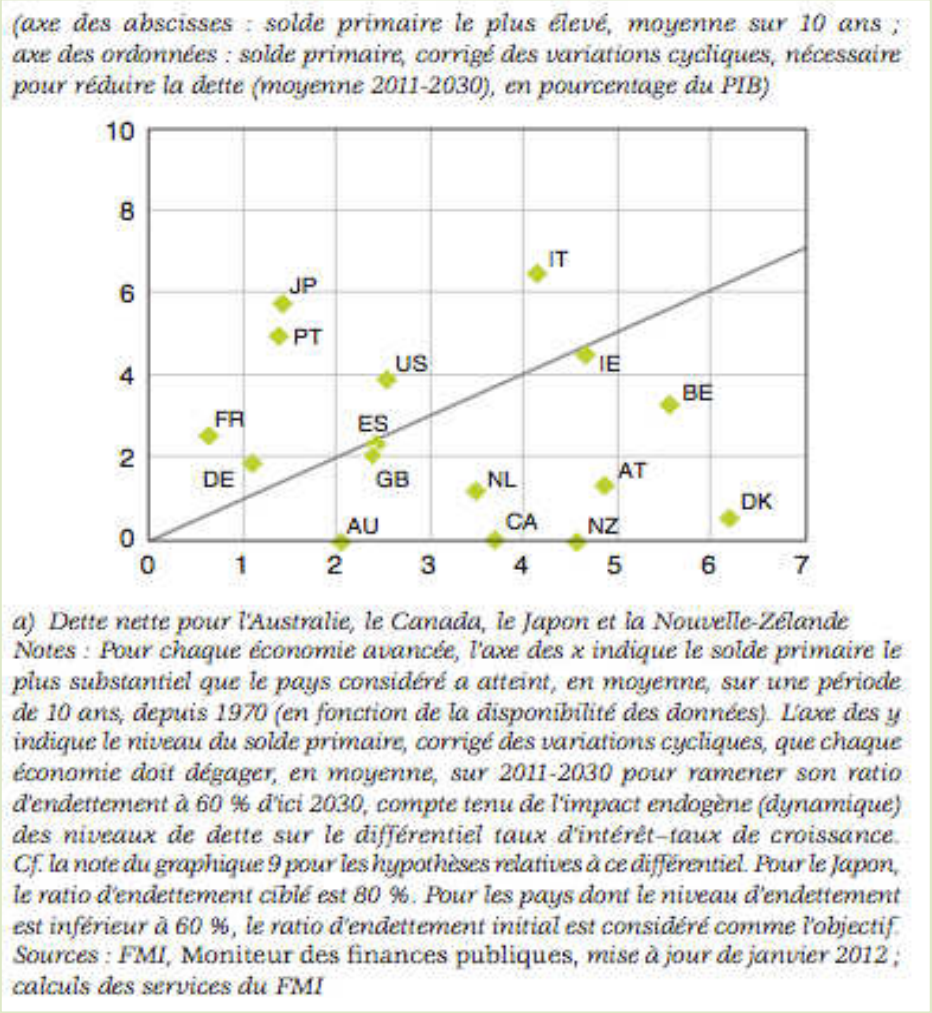 (axe des abscisses : solde primaire le plus élevé, moyenne sur 10 ans ;
axe des ordonnées : solde primaire, corrigé des variations cycliques, nécessaire
pour réduire la dette (moyenne 2011-2030), en pourcentage du PIB)
10
8
IT
JP
6
PT
US
IE
4
BE
FR
ES
2
DE
GB
NL
AT
DK
AU
CA
NZ
0
0 1 2 3 4 5 6 7
a) Dette nette pour l'Australie, le Canada, le Japon et la Nouvelle-Zélande
Notes : Pour chaque économie avancée, l'axe des x indique le solde primaire le
plus substantiel que le pays considéré a atteint, en moyenne, sur une période
de 10 ans, depuis 1970 (en fonction de la disponibilité des données). L'axe des y
indique le niveau du solde primaire, corrigé des variations cycliques, que chaque
économie doit dégager, en moyenne, sur 2011-2030 pour ramener son ratio
d'endettement à 60 % d'ici 2030, compte tenu de l'impact endogène (dynamique)
des niveaux de dette sur le différentiel taux d'intérêt–taux de croissance.
Cf. la note du graphique 9 pour les hypothèses relatives à ce différentiel. Pour le Japon,
le ratio d'endettement ciblé est 80 %. Pour les pays dont le niveau d'endettement
est inférieur à 60 %, le ratio d'endettement initial est considéré comme l'objectif.
Sources : FMI, Moniteur des finances publiques, mise à jour de janvier 2012 ;
calculs des services du FMI